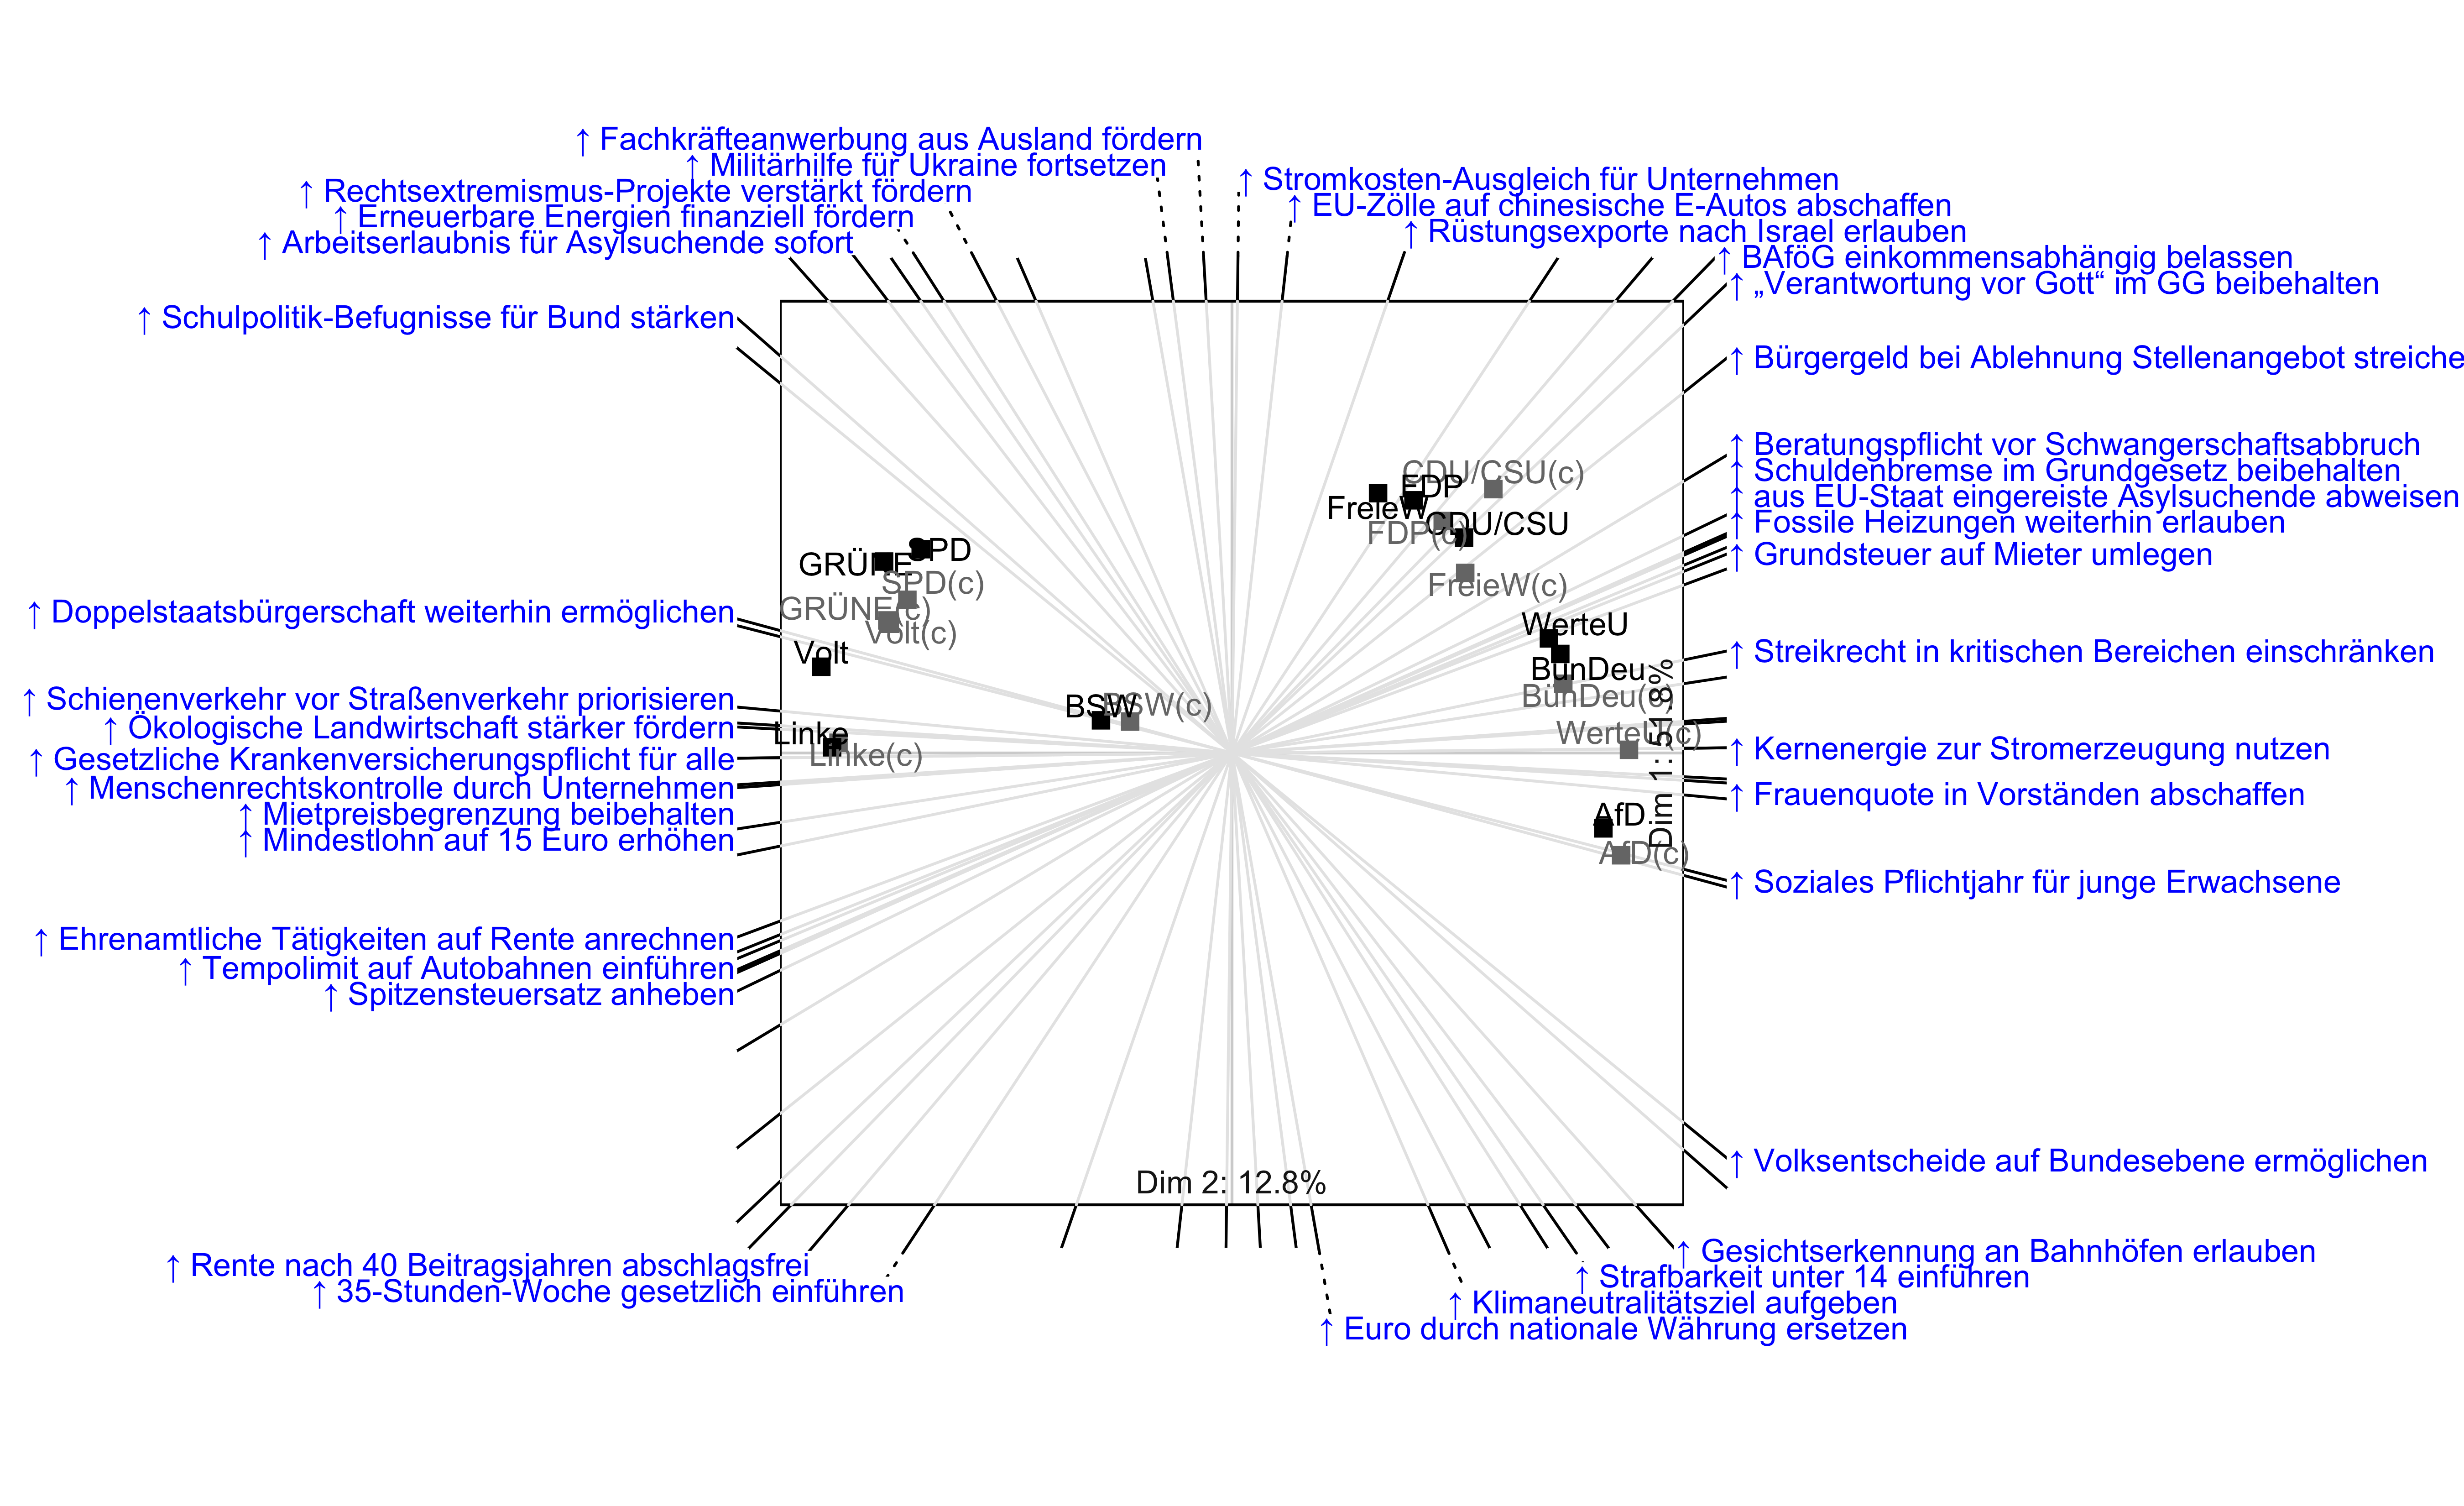 ↑ Fachkräfteanwerbung aus Ausland fördern
↑ Militärhilfe für Ukraine fortsetzen
↑ Rechtsextremismus-Projekte verstärkt fördern
↑ Erneuerbare Energien finanziell fördern
↑ Arbeitserlaubnis für Asylsuchende sofort
↑ Stromkosten-Ausgleich für Unternehmen
↑ EU-Zölle auf chinesische E-Autos abschaffen
↑ Rüstungsexporte nach Israel erlauben
↑ BAföG einkommensabhängig belassen
↑ „Verantwortung vor Gott“ im GG beibehalten
↑ Schulpolitik-Befugnisse für Bund stärken
↑ Bürgergeld bei Ablehnung Stellenangebot streiche
↑ Beratungspflicht vor Schwangerschaftsabbruch
↑ Schuldenbremse im Grundgesetz beibehalten
↑ aus EU-Staat eingereiste Asylsuchende abweisen
↑ Fossile Heizungen weiterhin erlauben
↑ Grundsteuer auf Mieter umlegen
CDU/CSU(c)
FDP
FreieW
CDU/CSU
FDP(c)
FreieW(c)
SPD
GRÜNE
SPD(c)
GRÜNE(c)
Volt(c)
Volt
WerteU
BünDeu
BünDeu(c)
WerteU(c)
BSW
BSW(c)
Linke
Linke(c)
AfD
AfD(c)
Dim 1: 51.8%
↑ Doppelstaatsbürgerschaft weiterhin ermöglichen
↑ Schienenverkehr vor Straßenverkehr priorisieren
↑ Ökologische Landwirtschaft stärker fördern
↑ Gesetzliche Krankenversicherungspflicht für alle
↑ Menschenrechtskontrolle durch Unternehmen
↑ Mietpreisbegrenzung beibehalten
↑ Mindestlohn auf 15 Euro erhöhen
↑ Streikrecht in kritischen Bereichen einschränken
↑ Kernenergie zur Stromerzeugung nutzen
↑ Frauenquote in Vorständen abschaffen
↑ Soziales Pflichtjahr für junge Erwachsene
↑ Ehrenamtliche Tätigkeiten auf Rente anrechnen
↑ Tempolimit auf Autobahnen einführen
↑ Spitzensteuersatz anheben
↑ Volksentscheide auf Bundesebene ermöglichen
Dim 2: 12.8%
↑ Rente nach 40 Beitragsjahren abschlagsfrei
↑ 35-Stunden-Woche gesetzlich einführen
↑ Gesichtserkennung an Bahnhöfen erlauben
↑ Strafbarkeit unter 14 einführen
↑ Klimaneutralitätsziel aufgeben
↑ Euro durch nationale Währung ersetzen